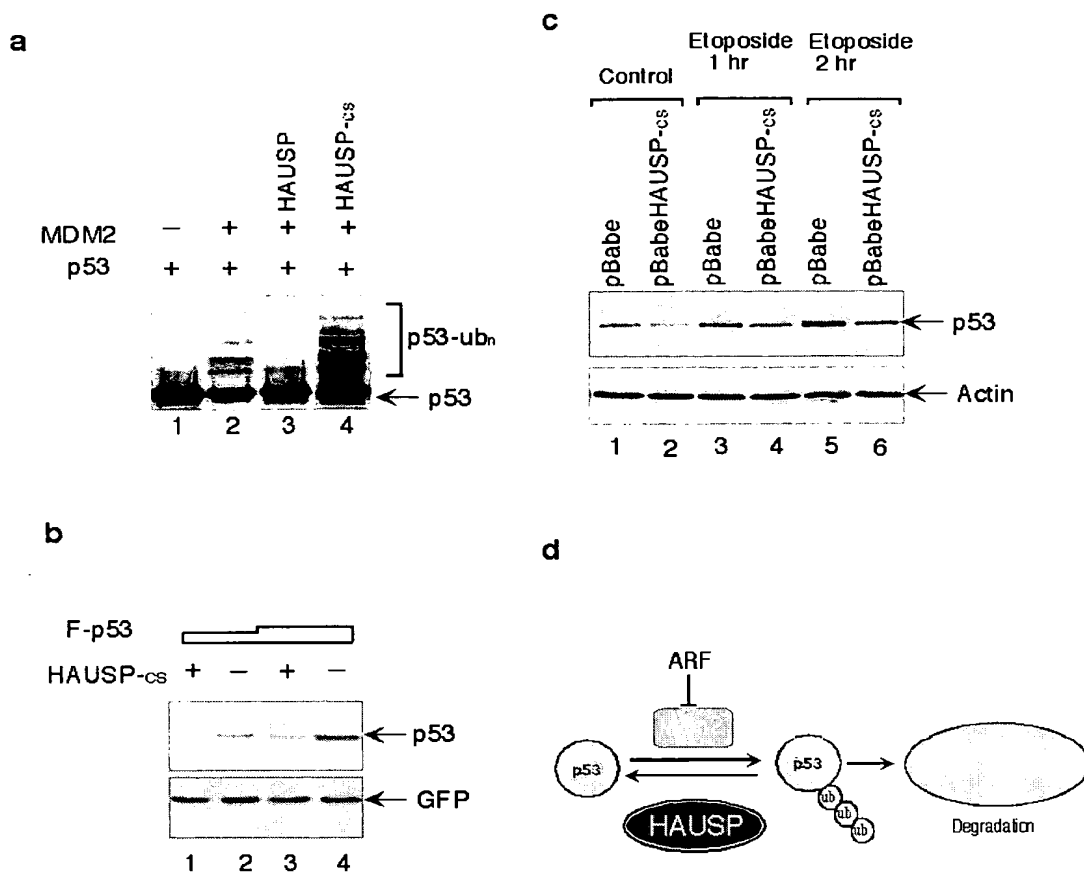 a
HAUSP
HAUSP-cs
MDM2 – + + +
p53 + + + +
p53-ubn
p53
1 2 3 4
b
F-p53
HAUSP-cs + – + –
p53
GFP
1 2 3 4
c
Control
Etoposide
1 hr
Etoposide
2 hr
pBabe
pBabeHAUSP-cs
pBabe
pBabeHAUSP-cs
pBabe
pBabeHAUSP-cs
p53
Actin
1 2 3 4 5 6
d
ARF
p53
p53
ub
ub
ub
HAUSP
Degradation